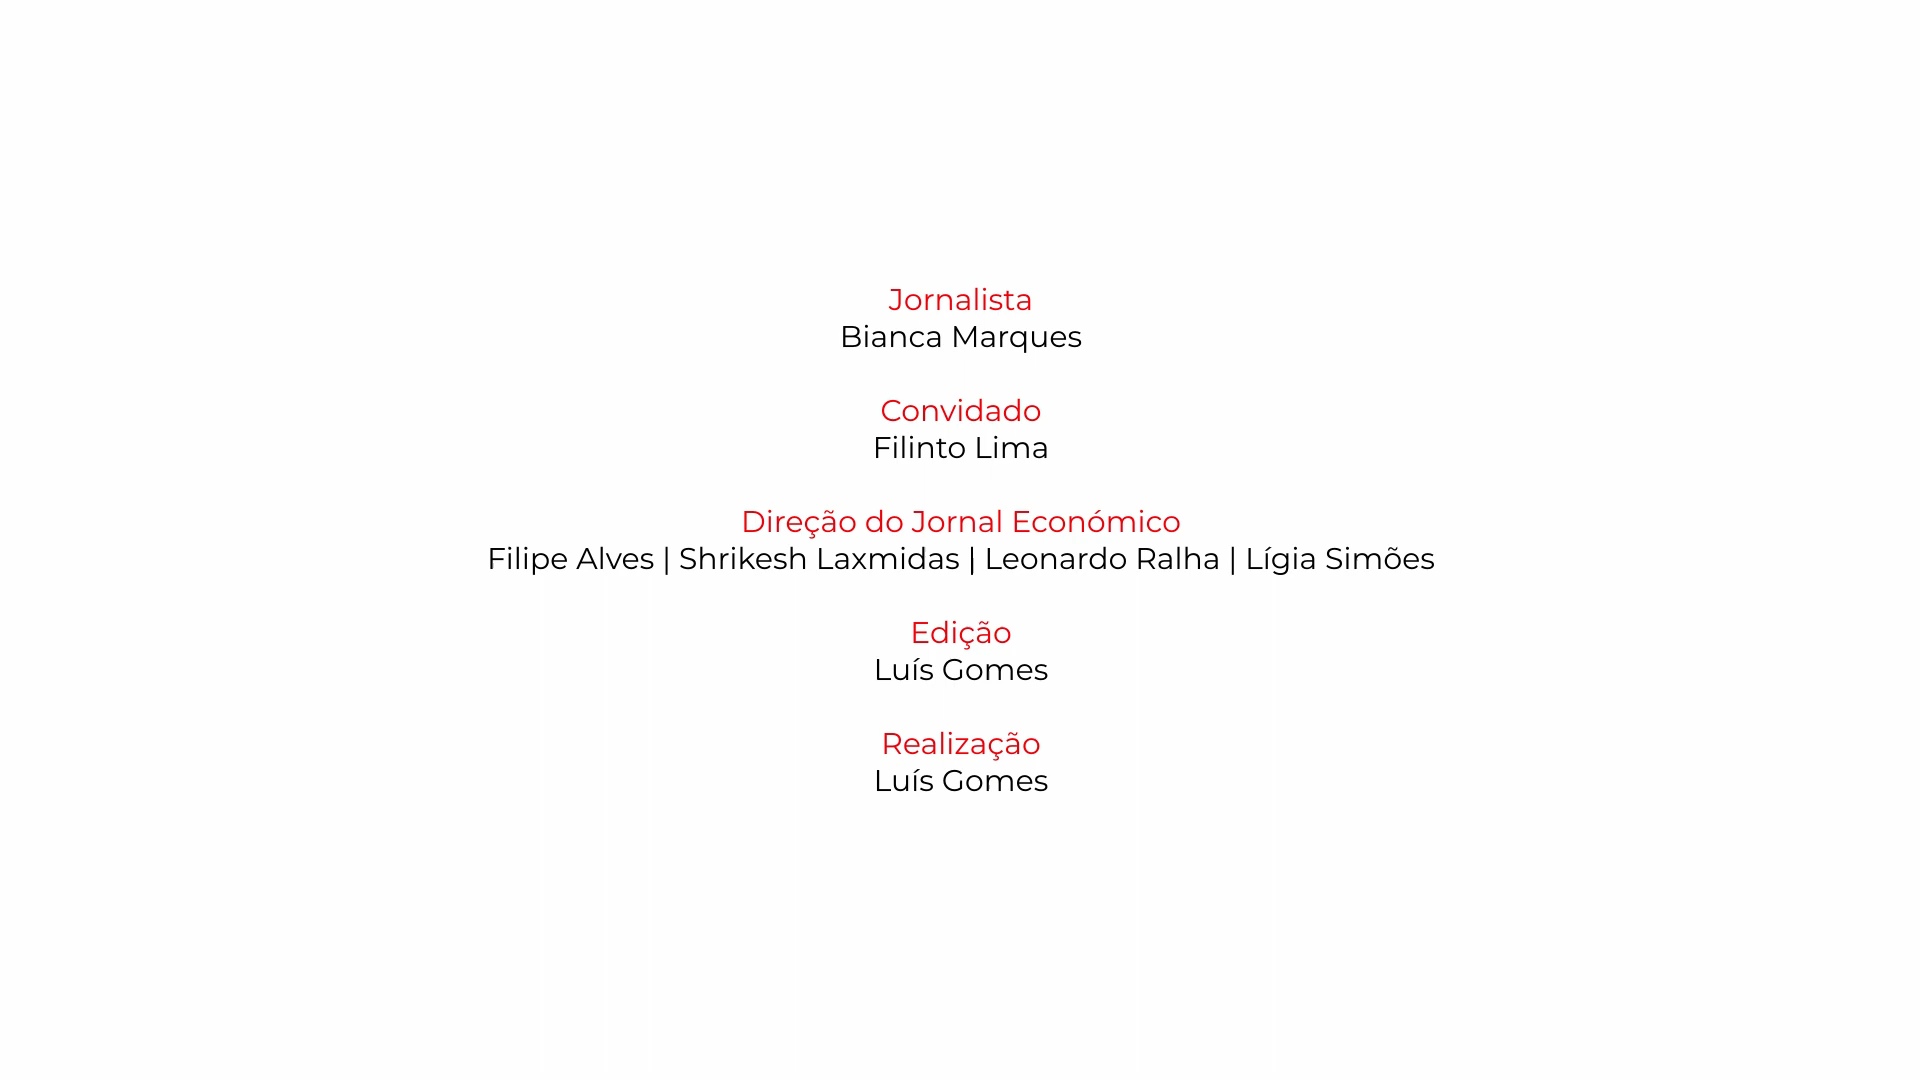 Jornalista
Bianca Marques
Convidado
Filinto Lima
Direção do Jornal Económico
Filipe Alves | Shrikesh Laxmidas | Leonardo Ralha | Lígia Simões
Edição
Luís Gomes
Realização
Luís Gomes